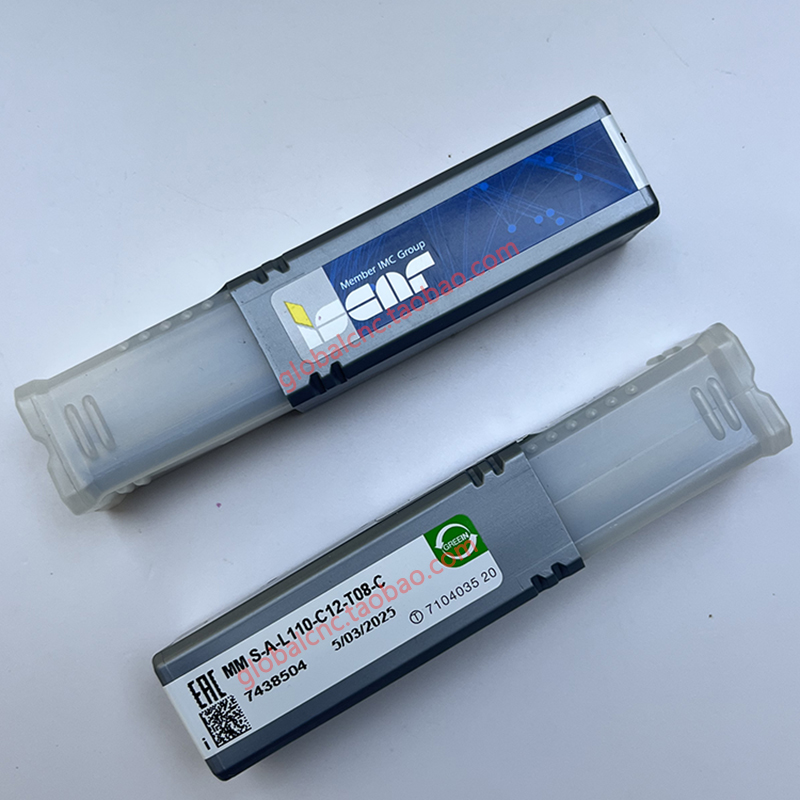 Member IMC Group
iscar
globalcnc.taobao.com
GREEN
EAC
MM S-A-L110-C12-T08-C
7438504
5/03/2025
T 7104035 20
i
globalcnc.taobao.com